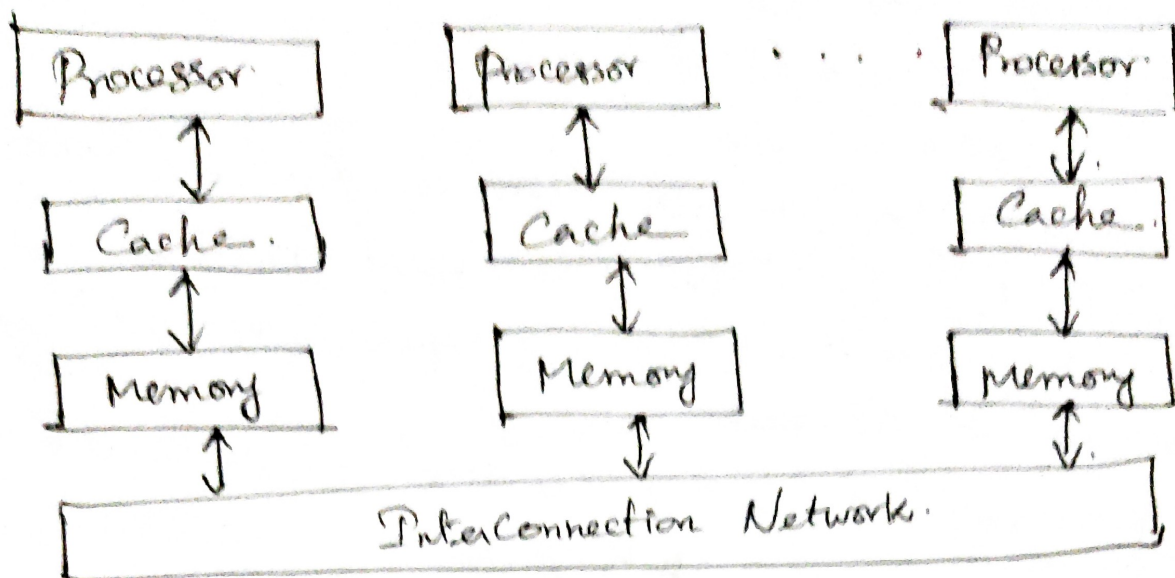 Processor. Processor .... Processor.
Cache. Cache Cache.
Memory Memory Memory
InterConnection Network.